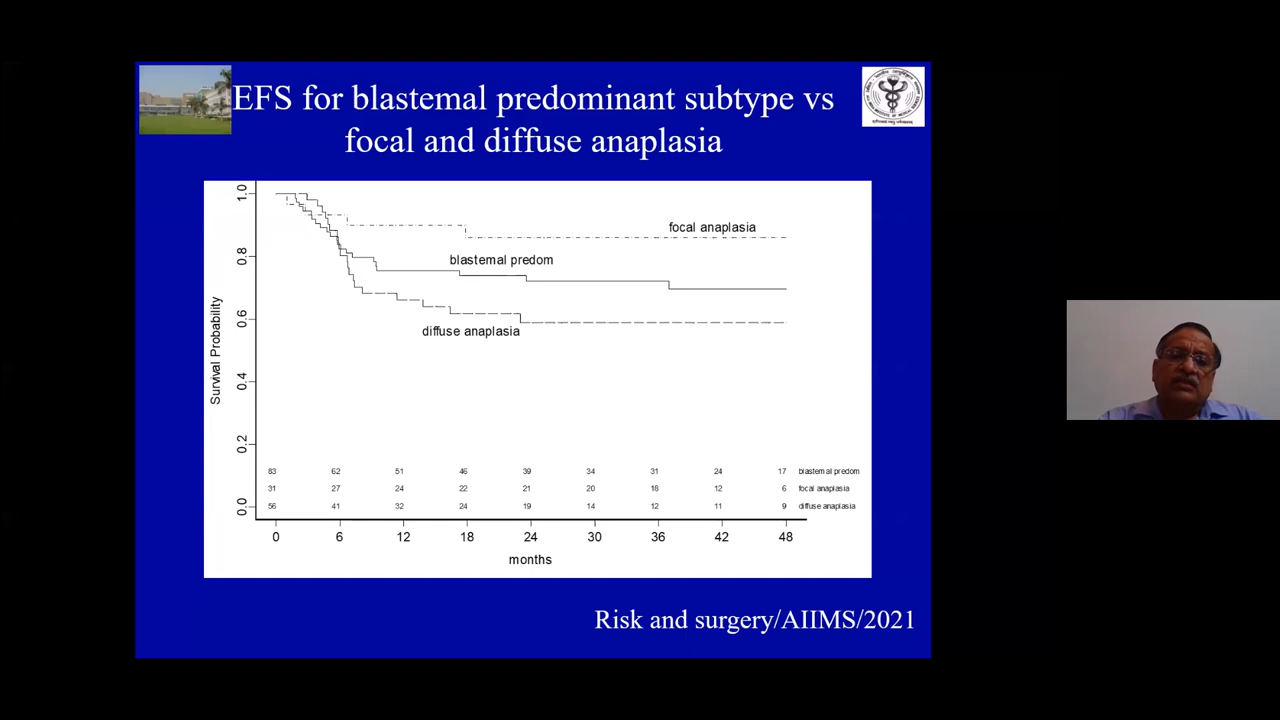 EFS for blastemal predominant subtype vs
focal and diffuse anaplasia
Survival Probability
1.0
0.8
0.6
0.4
0.2
0.0
focal anaplasia
blastemal predom
diffuse anaplasia
83 62 51 46 39 34 31 24 17 blastemal predom
31 27 24 22 21 20 18 12 6 focal anaplasia
56 41 32 24 19 14 12 11 9 diffuse anaplasia
0 6 12 18 24 30 36 42 48
months
Risk and surgery/AIIMS/2021